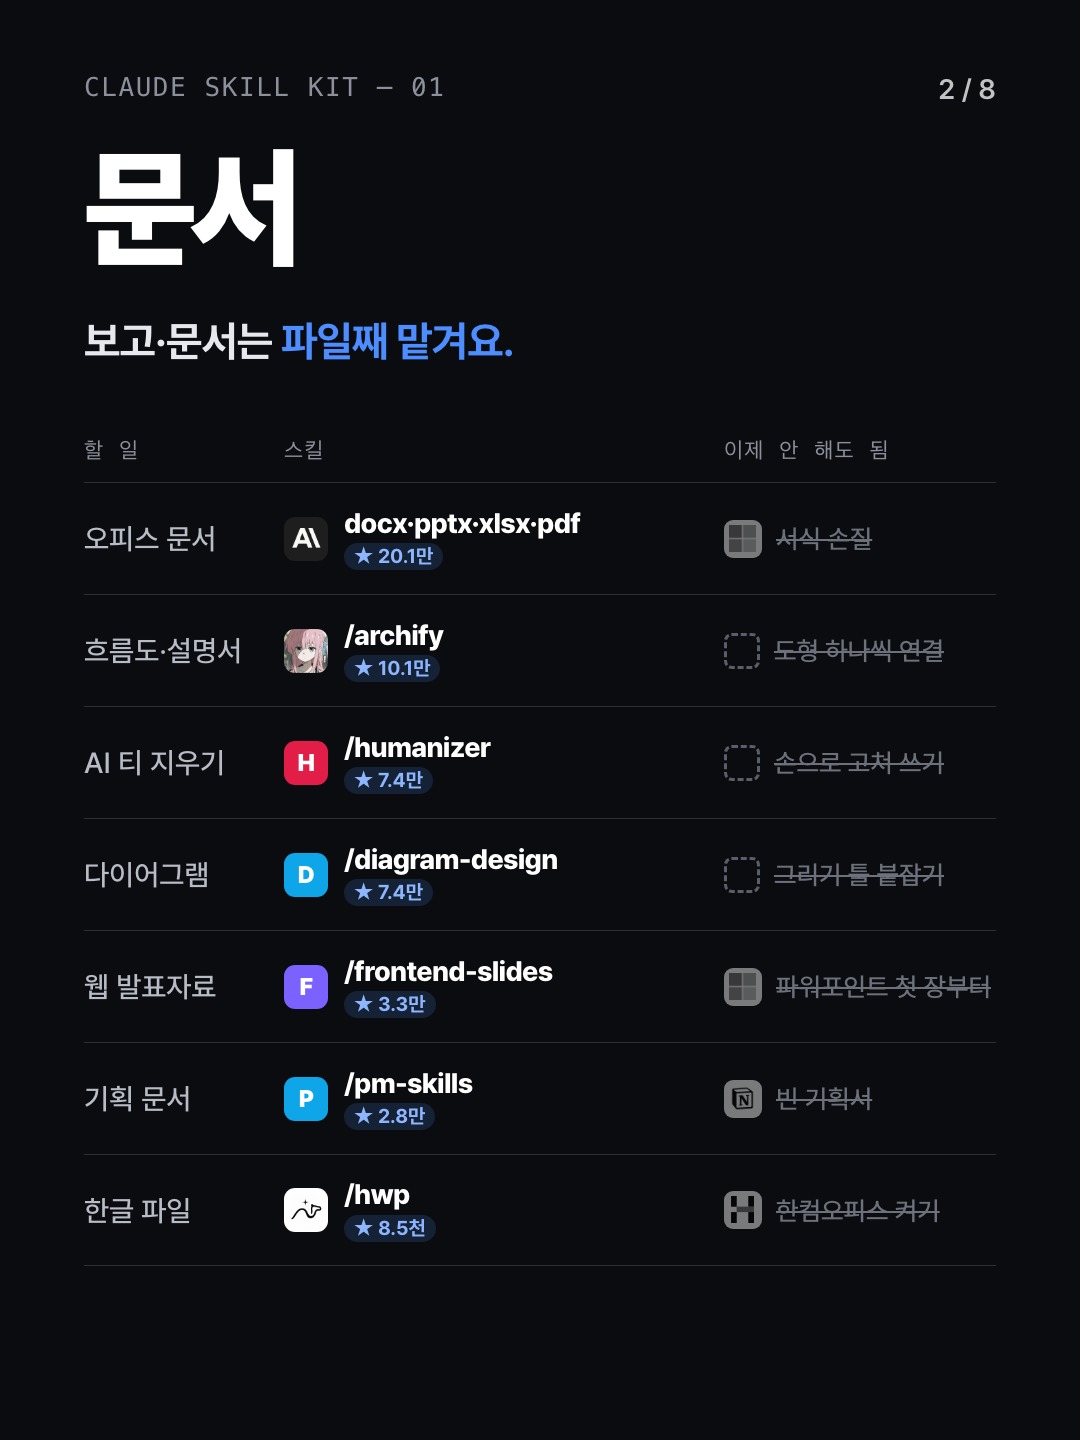 CLAUDE SKILL KIT — 01
2 / 8
문서
보고·문서는 파일째 맡겨요.
할 일 스킬 이제 안 해도 됨
오피스 문서
docx·pptx·xlsx·pdf
★ 20.1만
서식 손질
흐름도·설명서
/archify
★ 10.1만
도형 하나씩 연결
AI 티 지우기
H
/humanizer
★ 7.4만
손으로 고쳐 쓰기
다이어그램
D
/diagram-design
★ 7.4만
그리기 툴 붙잡기
웹 발표자료
F
/frontend-slides
★ 3.3만
파워포인트 첫 장부터
기획 문서
P
/pm-skills
★ 2.8만
빈 기획서
한글 파일
/hwp
★ 8.5천
한컴오피스 켜기